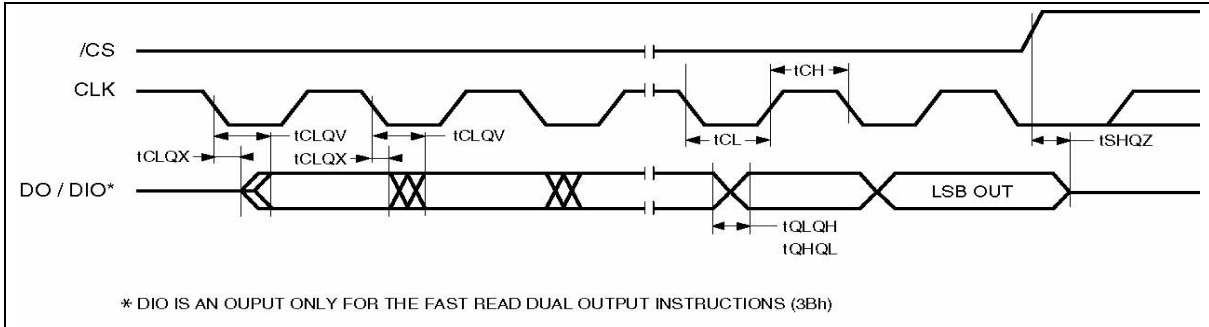 /CS
tCH
CLK
tCLQV
tCLQV
tCL
tSHQZ
tCLQX
tCLQX
DO / DIO*
LSB OUT
tQLQH
tQHQL
* DIO IS AN OUPUT ONLY FOR THE FAST READ DUAL OUTPUT INSTRUCTIONS (3Bh)